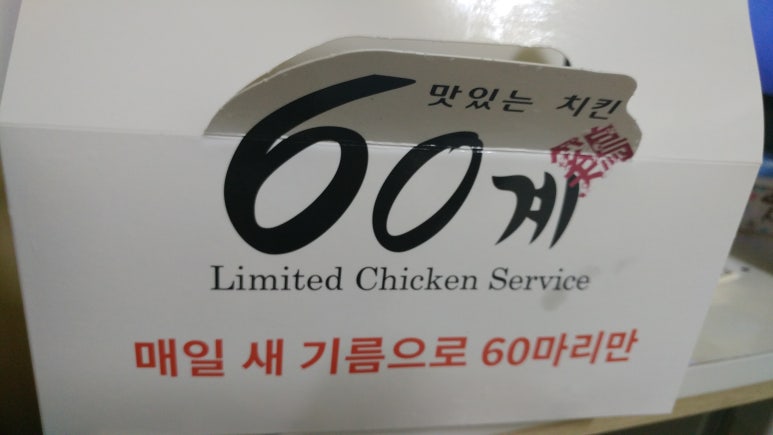 맛있는 치킨
60계
Limited Chicken Service
매일 새 기름으로 60마리만